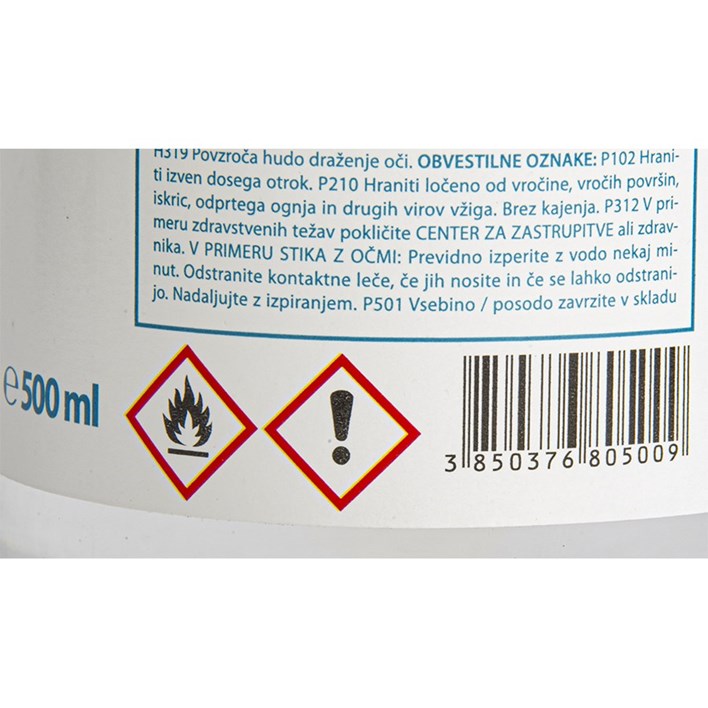 H319 Povzroča hudo draženje oči. OBVESTILNE OZNAKE: P102 Hrani-
ti izven dosega otrok. P210 Hraniti ločeno od vročine, vročih površin,
iskric, odprtega ognja in drugih virov vžiga. Brez kajenja. P312 V pri-
meru zdravstvenih težav pokličite CENTER ZA ZASTRUPITVE ali zdrav-
nika. V PRIMERU STIKA Z OČMI: Previdno izperite z vodo nekaj mi-
nut. Odstranite kontaktne leče, če jih nosite in če se lahko odstrani-
jo. Nadaljujte z izpiranjem. P501 Vsebino / posodo zavrzite v skladu
℮500 ml
3 850376 805009